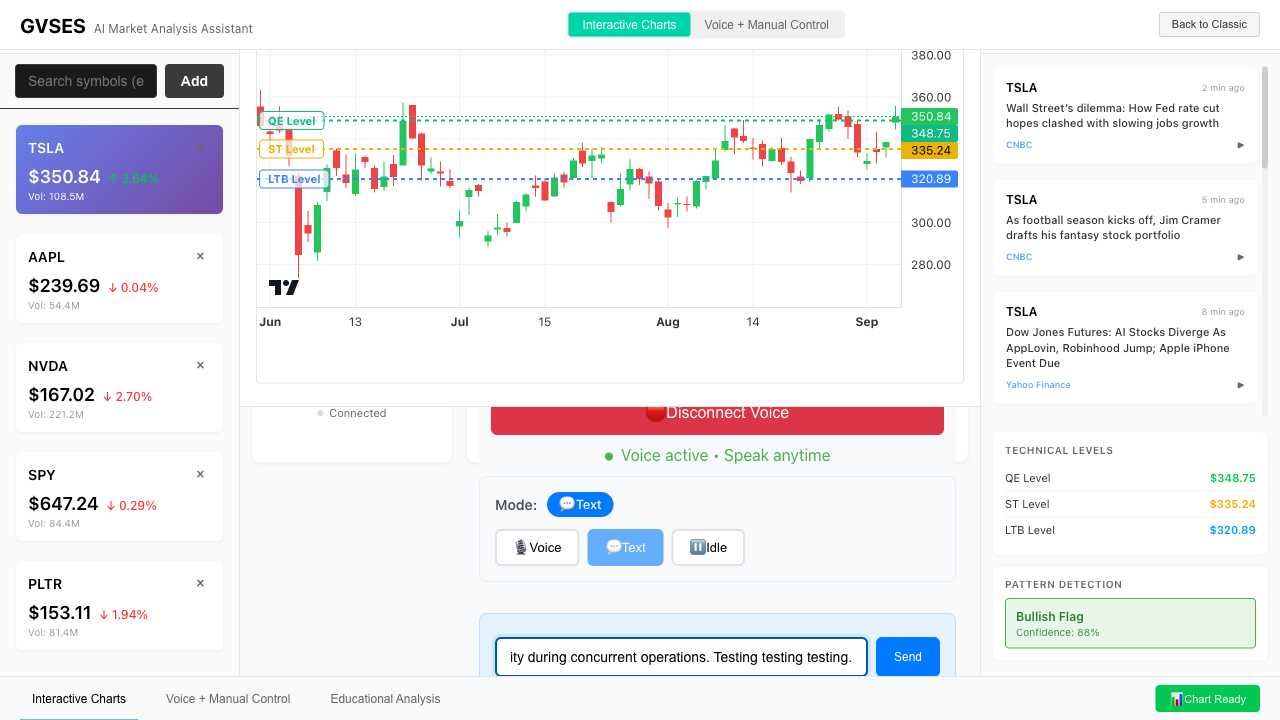 GVSES AI Market Analysis Assistant
Interactive Charts
Voice + Manual Control
Back to Classic
Search symbols (e
Add
TSLA
$350.84 ↑ 3.64%
Vol: 108.5M
AAPL ×
$239.69 ↓ 0.04%
Vol: 54.4M
NVDA ×
$167.02 ↓ 2.70%
Vol: 221.2M
SPY ×
$647.24 ↓ 0.29%
Vol: 84.4M
PLTR ×
$153.11 ↓ 1.94%
Vol: 81.4M
QE Level
ST Level
LTB Level
380.00
360.00
350.84
348.75
335.24
320.89
300.00
280.00
Jun 13 Jul 15 Aug 14 Sep
Connected
Disconnect Voice
Voice active • Speak anytime
Mode: 💬Text
🎙️Voice
💬Text
⏸️Idle
ity during concurrent operations. Testing testing testing.
Send
TSLA 2 min ago
Wall Street's dilemma: How Fed rate cut
hopes clashed with slowing jobs growth
CNBC ▶
TSLA 5 min ago
As football season kicks off, Jim Cramer
drafts his fantasy stock portfolio
CNBC ▶
TSLA 8 min ago
Dow Jones Futures: AI Stocks Diverge As
AppLovin, Robinhood Jump; Apple iPhone
Event Due
Yahoo Finance ▶
TECHNICAL LEVELS
QE Level $348.75
ST Level $335.24
LTB Level $320.89
PATTERN DETECTION
Bullish Flag
Confidence: 88%
Interactive Charts
Voice + Manual Control
Educational Analysis
📊Chart Ready